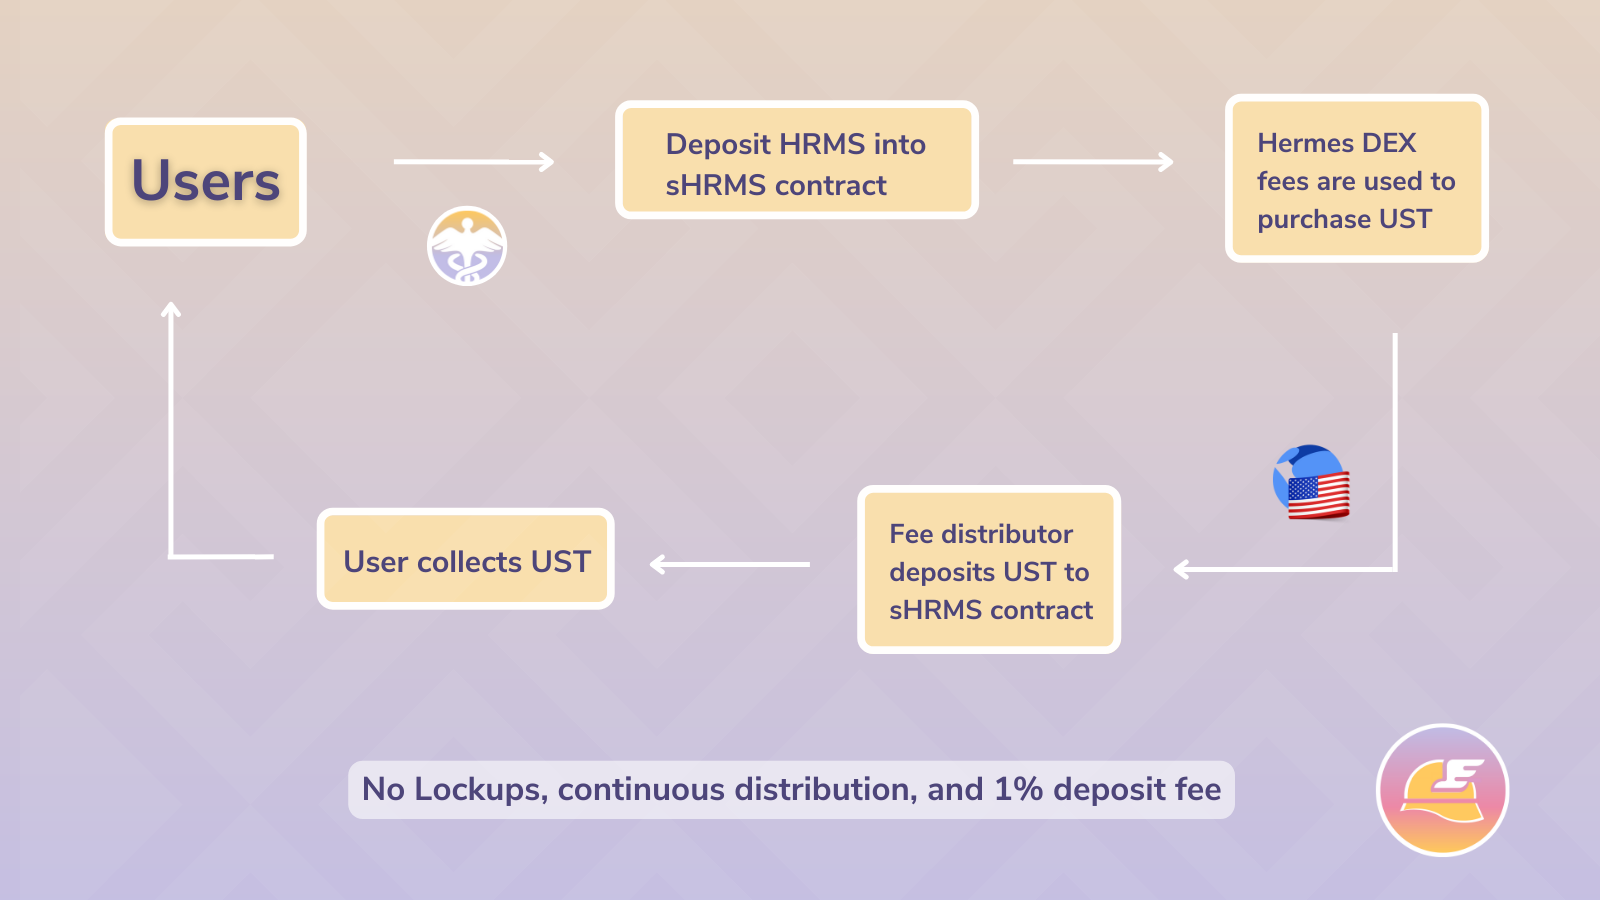 Users
Deposit HRMS into
sHRMS contract
Hermes DEX
fees are used to
purchase UST
Fee distributor
deposits UST to
sHRMS contract
User collects UST
No Lockups, continuous distribution, and 1% deposit fee